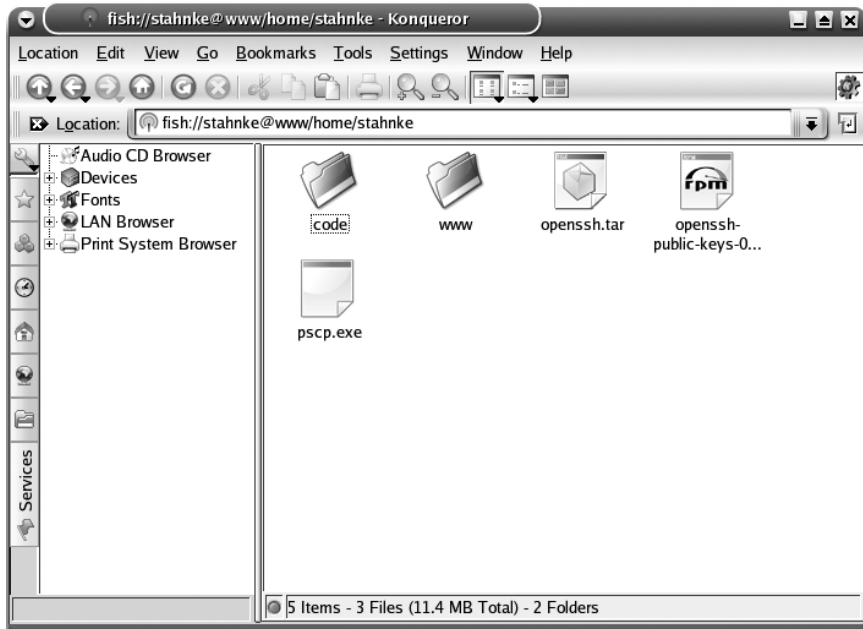 fish://stahnke@www/home/stahnke - Konqueror
Location Edit View Go Bookmarks Tools Settings Window Help
Location: fish://stahnke@www/home/stahnke
Audio CD Browser
Devices
Fonts
LAN Browser
Print System Browser
Services
code
www
openssh.tar
rpm
openssh-
public-keys-0...
pscp.exe
5 Items - 3 Files (11.4 MB Total) - 2 Folders